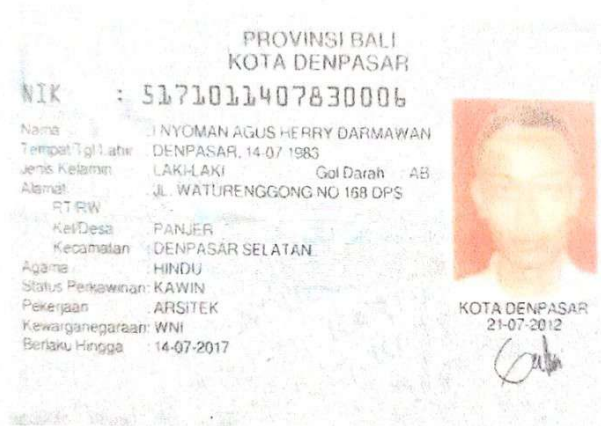 PROVINSI BALI
KOTA DENPASAR
NIK : 5171011407830006
Nama : I NYOMAN AGUS HERRY DARMAWAN
Tempat/Tgl Lahir : DENPASAR, 14-07-1983
Jenis Kelamin : LAKI-LAKI Gol Darah : AB
Alamat : JL. WATURENGGONG NO 168 DPS
RT/RW
Kel/Desa : PANJER
Kecamatan : DENPASAR SELATAN
Agama : HINDU
Status Perkawinan: KAWIN
Pekerjaan : ARSITEK
Kewarganegaraan: WNI
Berlaku Hingga : 14-07-2017
KOTA DENPASAR
21-07-2012